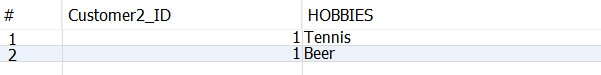 # Customer2_ID HOBBIES
1 1 Tennis
2 1 Beer